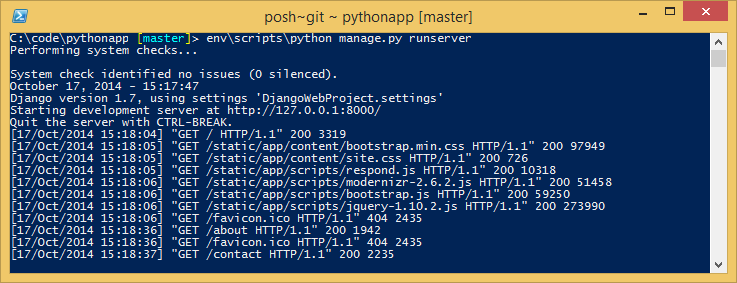 posh~git ~ pythonapp [master]
C:\code\pythonapp [master]> env\scripts\python manage.py runserver
Performing system checks...
System check identified no issues (0 silenced).
October 17, 2014 - 15:17:47
Django version 1.7, using settings 'DjangoWebProject.settings'
Starting development server at http://127.0.0.1:8000/
Quit the server with CTRL-BREAK.
[17/Oct/2014 15:18:04] "GET / HTTP/1.1" 200 3319
[17/Oct/2014 15:18:05] "GET /static/app/content/bootstrap.min.css HTTP/1.1" 200 97949
[17/Oct/2014 15:18:05] "GET /static/app/content/site.css HTTP/1.1" 200 726
[17/Oct/2014 15:18:05] "GET /static/app/scripts/respond.js HTTP/1.1" 200 10318
[17/Oct/2014 15:18:06] "GET /static/app/scripts/modernizr-2.6.2.js HTTP/1.1" 200 51458
[17/Oct/2014 15:18:06] "GET /static/app/scripts/bootstrap.js HTTP/1.1" 200 59250
[17/Oct/2014 15:18:06] "GET /static/app/scripts/jquery-1.10.2.js HTTP/1.1" 200 273990
[17/Oct/2014 15:18:06] "GET /favicon.ico HTTP/1.1" 404 2435
[17/Oct/2014 15:18:36] "GET /about HTTP/1.1" 200 1942
[17/Oct/2014 15:18:36] "GET /favicon.ico HTTP/1.1" 404 2435
[17/Oct/2014 15:18:37] "GET /contact HTTP/1.1" 200 2235